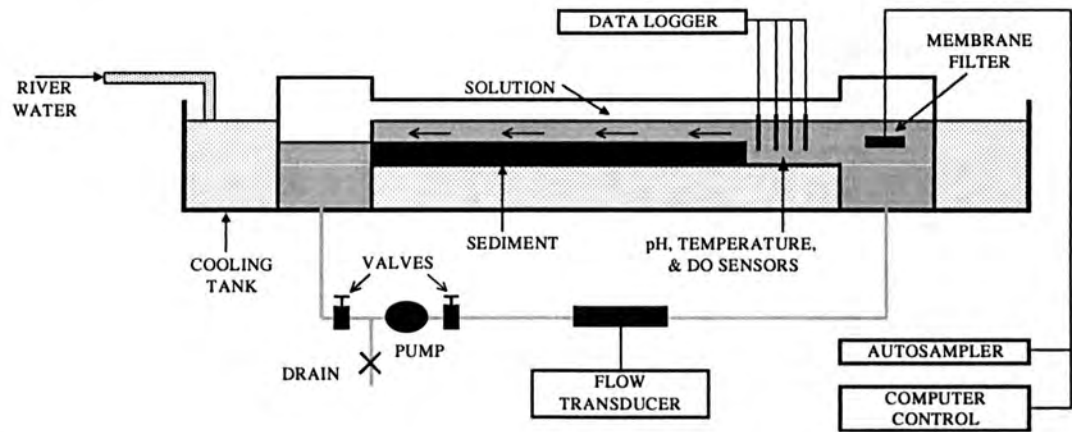 DATA LOGGER
MEMBRANE
FILTER
RIVER
WATER
SOLUTION
SEDIMENT
pH, TEMPERATURE,
& DO SENSORS
COOLING
TANK
VALVES
PUMP
DRAIN
FLOW
TRANSDUCER
AUTOSAMPLER
COMPUTER
CONTROL